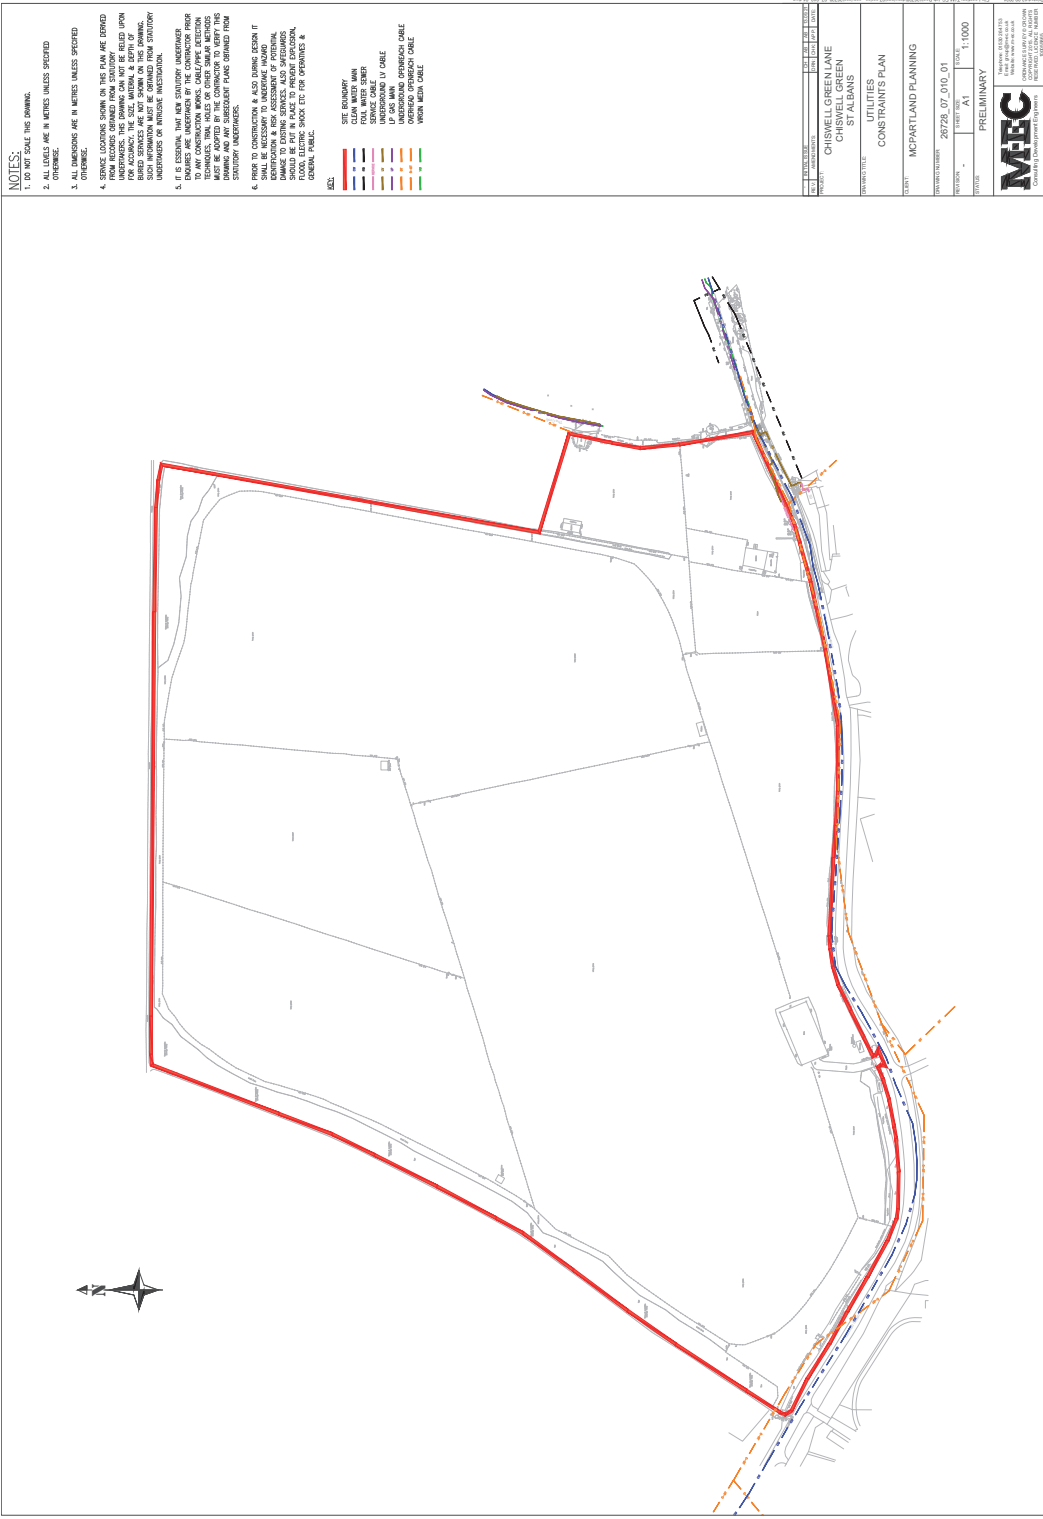 NOTES:
1. DO NOT SCALE THIS DRAWING.
2. ALL LEVELS ARE IN METRES UNLESS SPECIFIED
OTHERWISE.
3. ALL DIMENSIONS ARE IN METRES UNLESS SPECIFIED
OTHERWISE.
4. SERVICE LOCATIONS SHOWN ON THIS PLAN ARE DERIVED
FROM RECORDS OBTAINED FROM STATUTORY
UNDERTAKERS. THIS DRAWING CAN NOT BE RELIED UPON
FOR ACCURACY. THE SIZE, MATERIAL & DEPTH OF
BURIED SERVICES ARE NOT SHOWN ON THIS DRAWING.
SUCH INFORMATION MUST BE OBTAINED FROM STATUTORY
UNDERTAKERS OR INTRUSIVE INVESTIGATION.
5. IT IS ESSENTIAL THAT NEW STATUTORY UNDERTAKER
ENQUIRES ARE UNDERTAKEN BY THE CONTRACTOR PRIOR
TO ANY CONSTRUCTION WORKS. CABLE/PIPE DETECTION
TECHNIQUES, TRIAL HOLES OR OTHER SIMILAR METHODS
MUST BE ADOPTED BY THE CONTRACTOR TO VERIFY THIS
DRAWING AND ANY SUBSEQUENT PLANS OBTAINED FROM
STATUTORY UNDERTAKERS.
6. PRIOR TO CONSTRUCTION & ALSO DURING DESIGN IT
SHALL BE NECESSARY TO UNDERTAKE HAZARD
IDENTIFICATION & RISK ASSESSMENT OF POTENTIAL
DAMAGE TO EXISTING SERVICES. ALSO SAFEGUARDS
SHOULD BE PUT IN PLACE TO PREVENT EXPLOSION,
FLOOD, ELECTRIC SHOCK ETC FOR OPERATIVES &
GENERAL PUBLIC.
KEY:
SITE BOUNDARY
CLEAN WATER MAIN
FOUL WATER SEWER
SERVICE CABLE
UNDERGROUND LV CABLE
LP GAS MAIN
UNDERGROUND OPENREACH CABLE
OVERHEAD OPENREACH CABLE
VIRGIN MEDIA CABLE
N
PROJECT:
CHISWELL GREEN LANE
CHISWELL GREEN
ST ALBANS
DRAWING TITLE:
UTILITIES
CONSTRAINTS PLAN
CLIENT:
MCPARTLAND PLANNING
DRAWING NUMBER:
26728_07_010_01
REVISION:
-
SHEET SIZE:
A1
SCALE:
1:1000
STATUS:
PRELIMINARY
MEC
Consulting Development Engineers